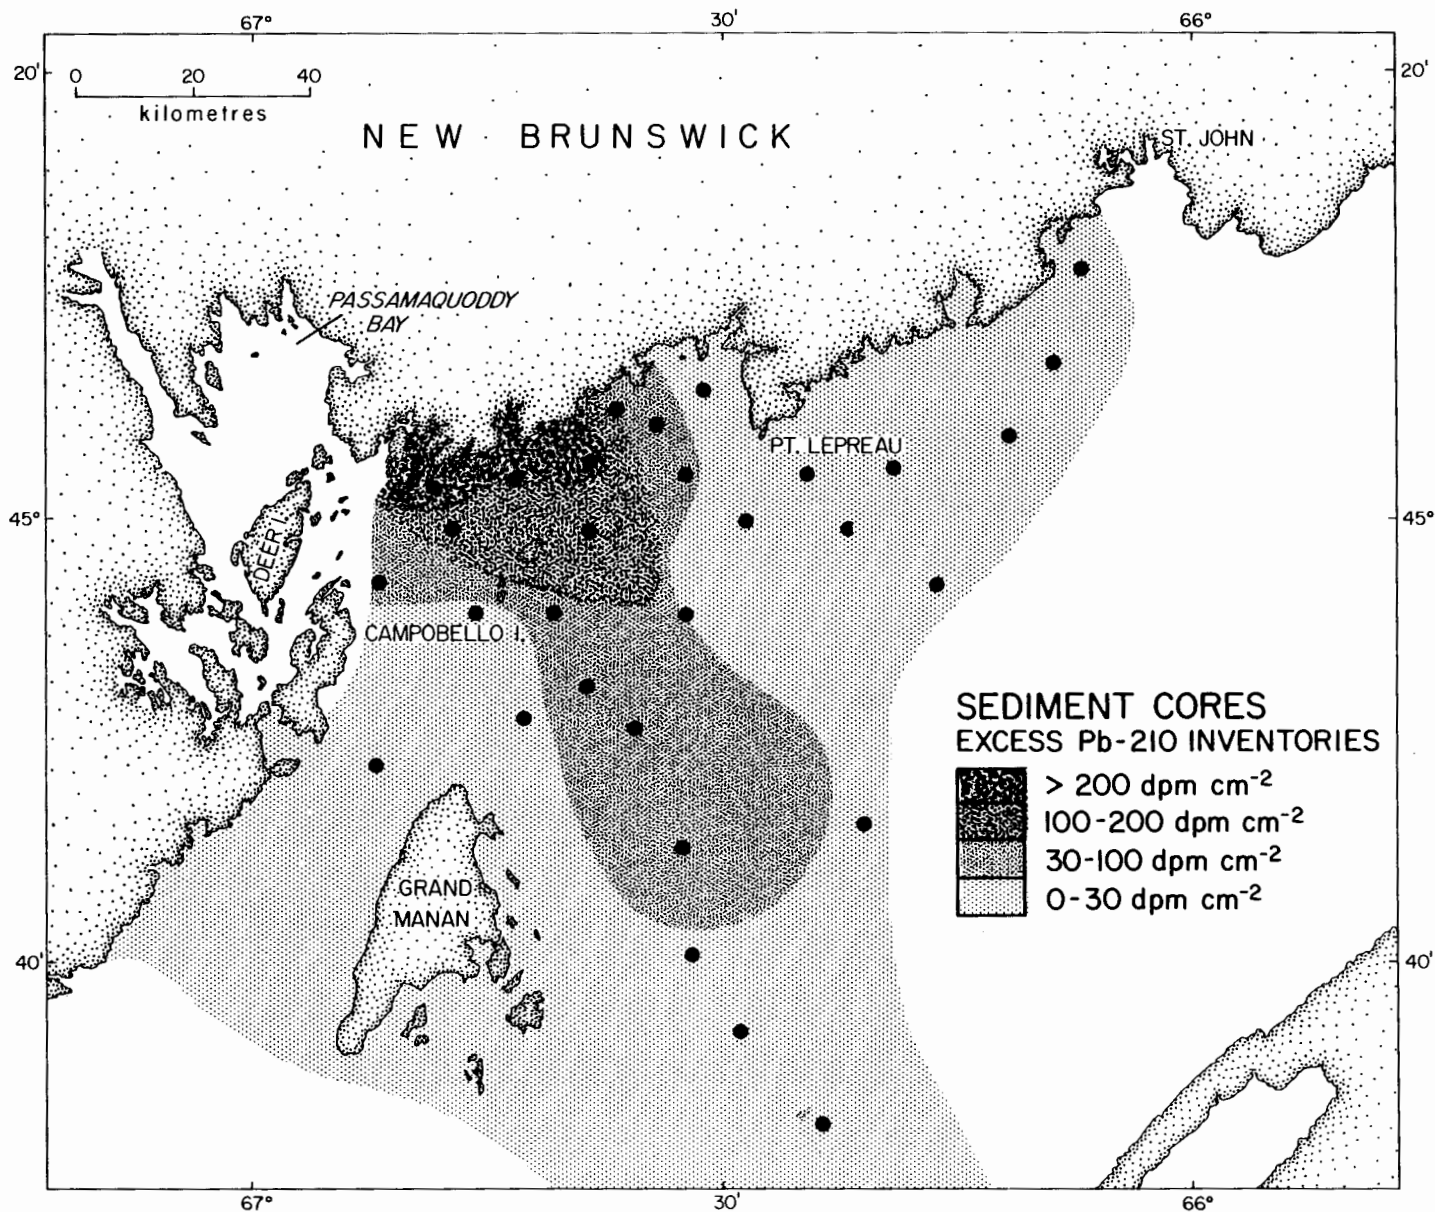 67° 30' 66°
20' 20'
0 20 40
kilometres
NEW BRUNSWICK
ST. JOHN
PASSAMAQUODDY
BAY
PT. LEPREAU
45° 45°
DEER I.
CAMPOBELLO I.
SEDIMENT CORES
EXCESS Pb-210 INVENTORIES
> 200 dpm cm⁻²
100-200 dpm cm⁻²
30-100 dpm cm⁻²
0-30 dpm cm⁻²
GRAND
MANAN
40' 40'
67° 30' 66°